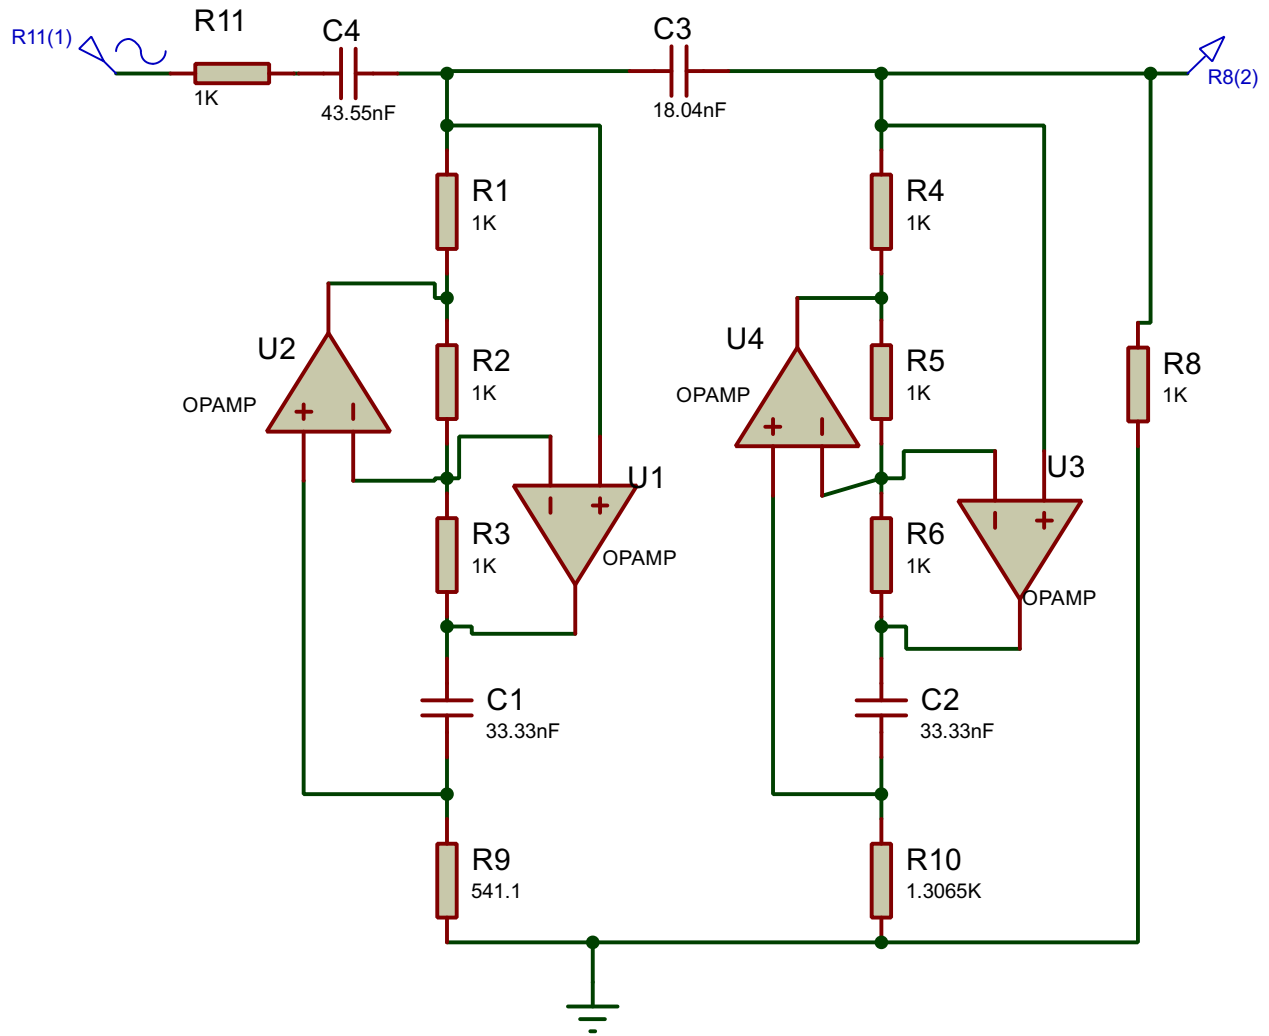 R11(1)
R11
1K
C4
43.55nF
C3
18.04nF
R8(2)
R1
1K
R4
1K
U2
OPAMP
+
R2
1K
U4
OPAMP
+
R5
1K
R8
1K
U1
+
OPAMP
R3
1K
U3
+
OPAMP
R6
1K
C1
33.33nF
C2
33.33nF
R9
541.1
R10
1.3065K